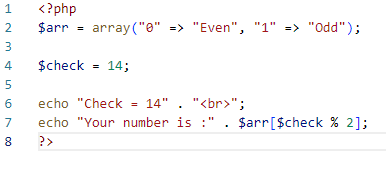 1 <?php
2 $arr = array("0" => "Even", "1" => "Odd");
3
4 $check = 14;
5
6 echo "Check = 14" . "<br>";
7 echo "Your number is :" . $arr[$check % 2];
8 ?>